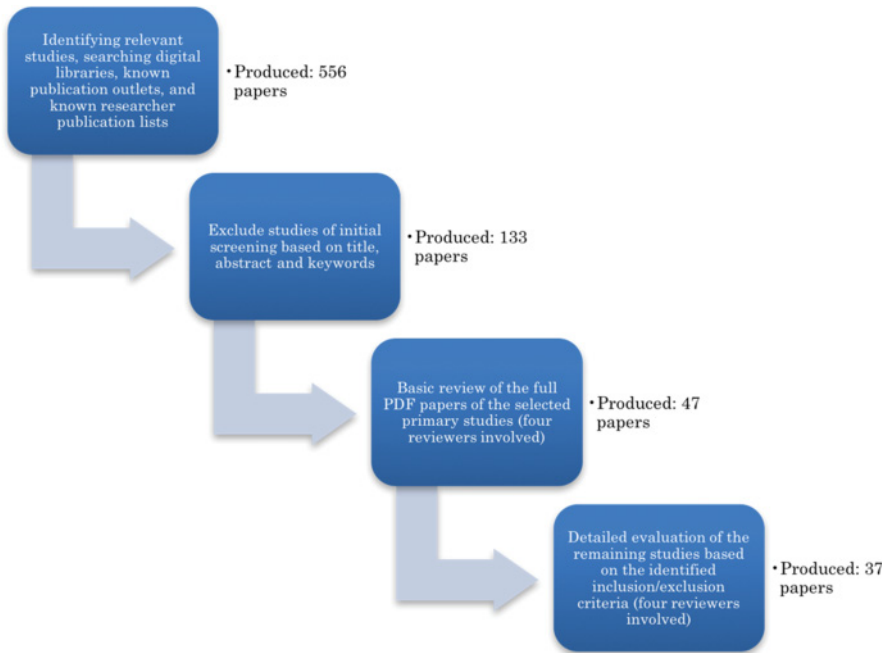 Identifying relevant
studies, searching digital
libraries, known
publication outlets, and
known researcher
publication lists
•Produced: 556
papers
Exclude studies of initial
screening based on title,
abstract and keywords
•Produced: 133
papers
Basic review of the full
PDF papers of the selected
primary studies (four
reviewers involved)
•Produced: 47
papers
Detailed evaluation of the
remaining studies based
on the identified
inclusion/exclusion
criteria (four reviewers
involved)
•Produced: 37
papers